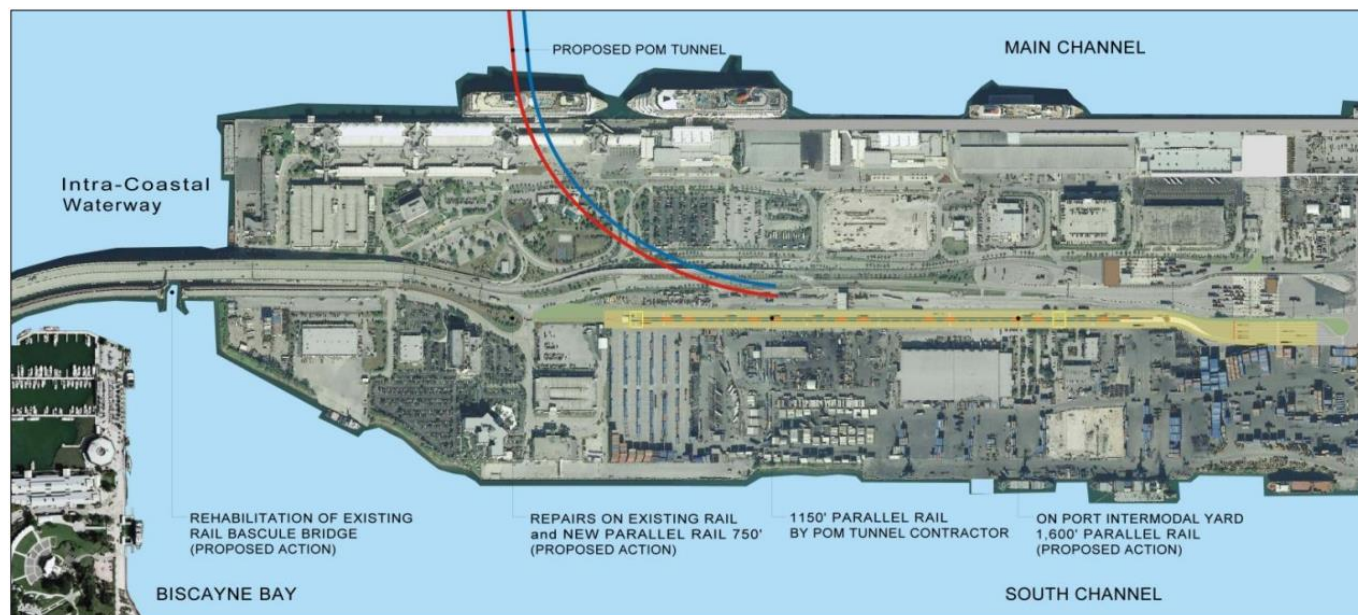 PROPOSED POM TUNNEL
MAIN CHANNEL
Intra-Coastal
Waterway
REHABILITATION OF EXISTING
RAIL BASCULE BRIDGE
(PROPOSED ACTION)
REPAIRS ON EXISTING RAIL
and NEW PARALLEL RAIL 750'
(PROPOSED ACTION)
1150' PARALLEL RAIL
BY POM TUNNEL CONTRACTOR
ON PORT INTERMODAL YARD
1,600' PARALLEL RAIL
(PROPOSED ACTION)
BISCAYNE BAY
SOUTH CHANNEL